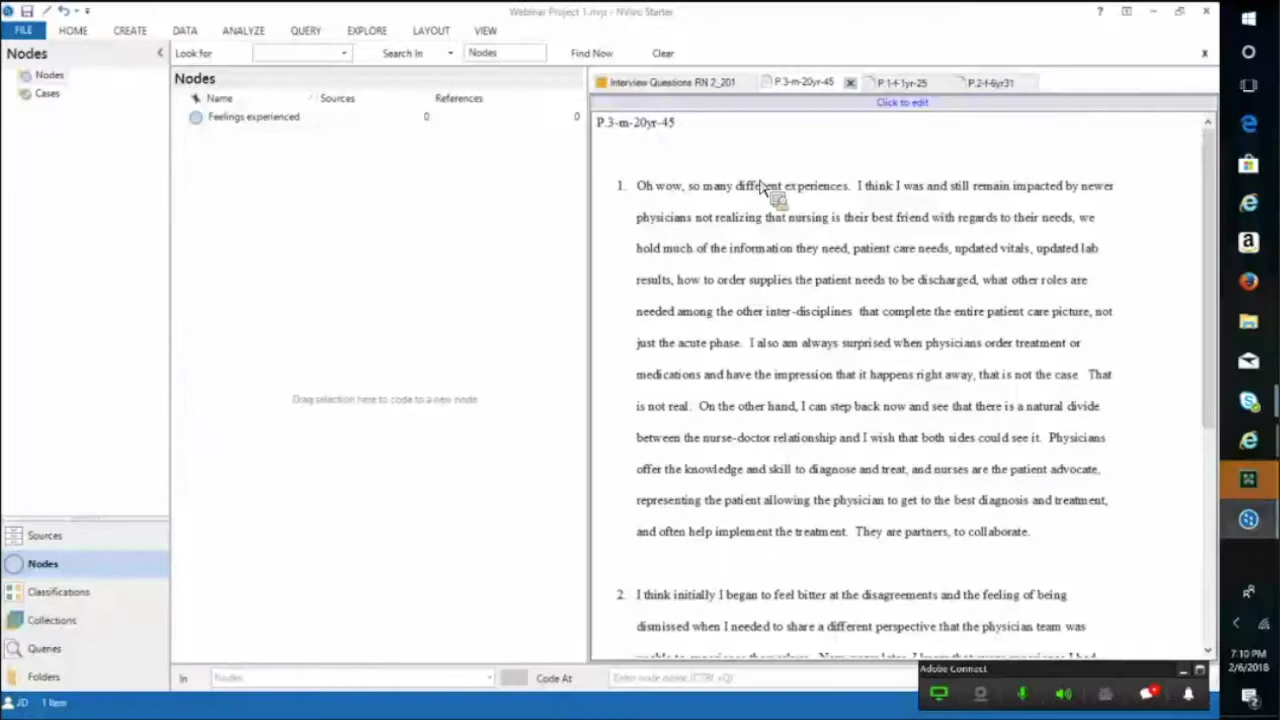 Webinar Project 1.nvp - NVivo Starter
FILE HOME CREATE DATA ANALYZE QUERY EXPLORE LAYOUT VIEW
Nodes
Look for
Search In
Nodes
Find Now
Clear
x
Nodes
Cases
Nodes
Name Sources References
Feelings experienced 0 0
Drag selection here to code to a new node
Interview Questions RN 2_201
P.3-m-20yr-45
P.1-f-1yr-25
P.2-f-6yr31
Click to edit
P.3-m-20yr-45
1. Oh wow, so many different experiences. I think I was and still remain impacted by newer
physicians not realizing that nursing is their best friend with regards to their needs, we
hold much of the information they need, patient care needs, updated vitals, updated lab
results, how to order supplies the patient needs to be discharged, what other roles are
needed among the other inter-disciplines that complete the entire patient care picture, not
just the acute phase. I also am always surprised when physicians order treatment or
medications and have the impression that it happens right away, that is not the case. That
is not real. On the other hand, I can step back now and see that there is a natural divide
between the nurse-doctor relationship and I wish that both sides could see it. Physicians
offer the knowledge and skill to diagnose and treat, and nurses are the patient advocate,
representing the patient allowing the physician to get to the best diagnosis and treatment,
and often help implement the treatment. They are partners, to collaborate.
2. I think initially I began to feel bitter at the disagreements and the feeling of being
dismissed when I needed to share a different perspective that the physician team was
Sources
Nodes
Classifications
Collections
Queries
Folders
In
Nodes
Code At
Enter node name (CTRL+Q)
JD 1 Item
Adobe Connect
7:10 PM
2/6/2018